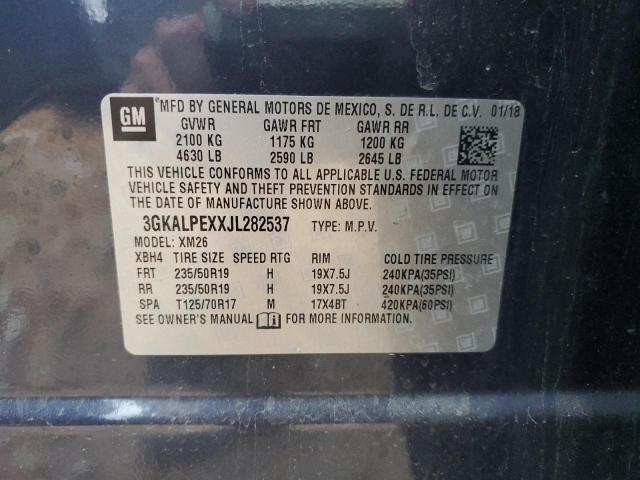 GM ®MFD BY GENERAL MOTORS DE MEXICO, S. DE R.L. DE C.V. 01/18
GVWR GAWR FRT GAWR RR
2100 KG 1175 KG 1200 KG
4630 LB 2590 LB 2645 LB
THIS VEHICLE CONFORMS TO ALL APPLICABLE U.S. FEDERAL MOTOR
VEHICLE SAFETY AND THEFT PREVENTION STANDARDS IN EFFECT ON
THE DATE OF MANUFACTURE SHOWN ABOVE.
3GKALPEXXJL282537 TYPE: M.P.V.
MODEL: XM26
XBH4 TIRE SIZE SPEED RTG RIM COLD TIRE PRESSURE
FRT 235/50R19 H 19X7.5J 240KPA(35PSI)
RR 235/50R19 H 19X7.5J 240KPA(35PSI)
SPA T125/70R17 M 17X4BT 420KPA(60PSI)
SEE OWNER'S MANUAL FOR MORE INFORMATION.